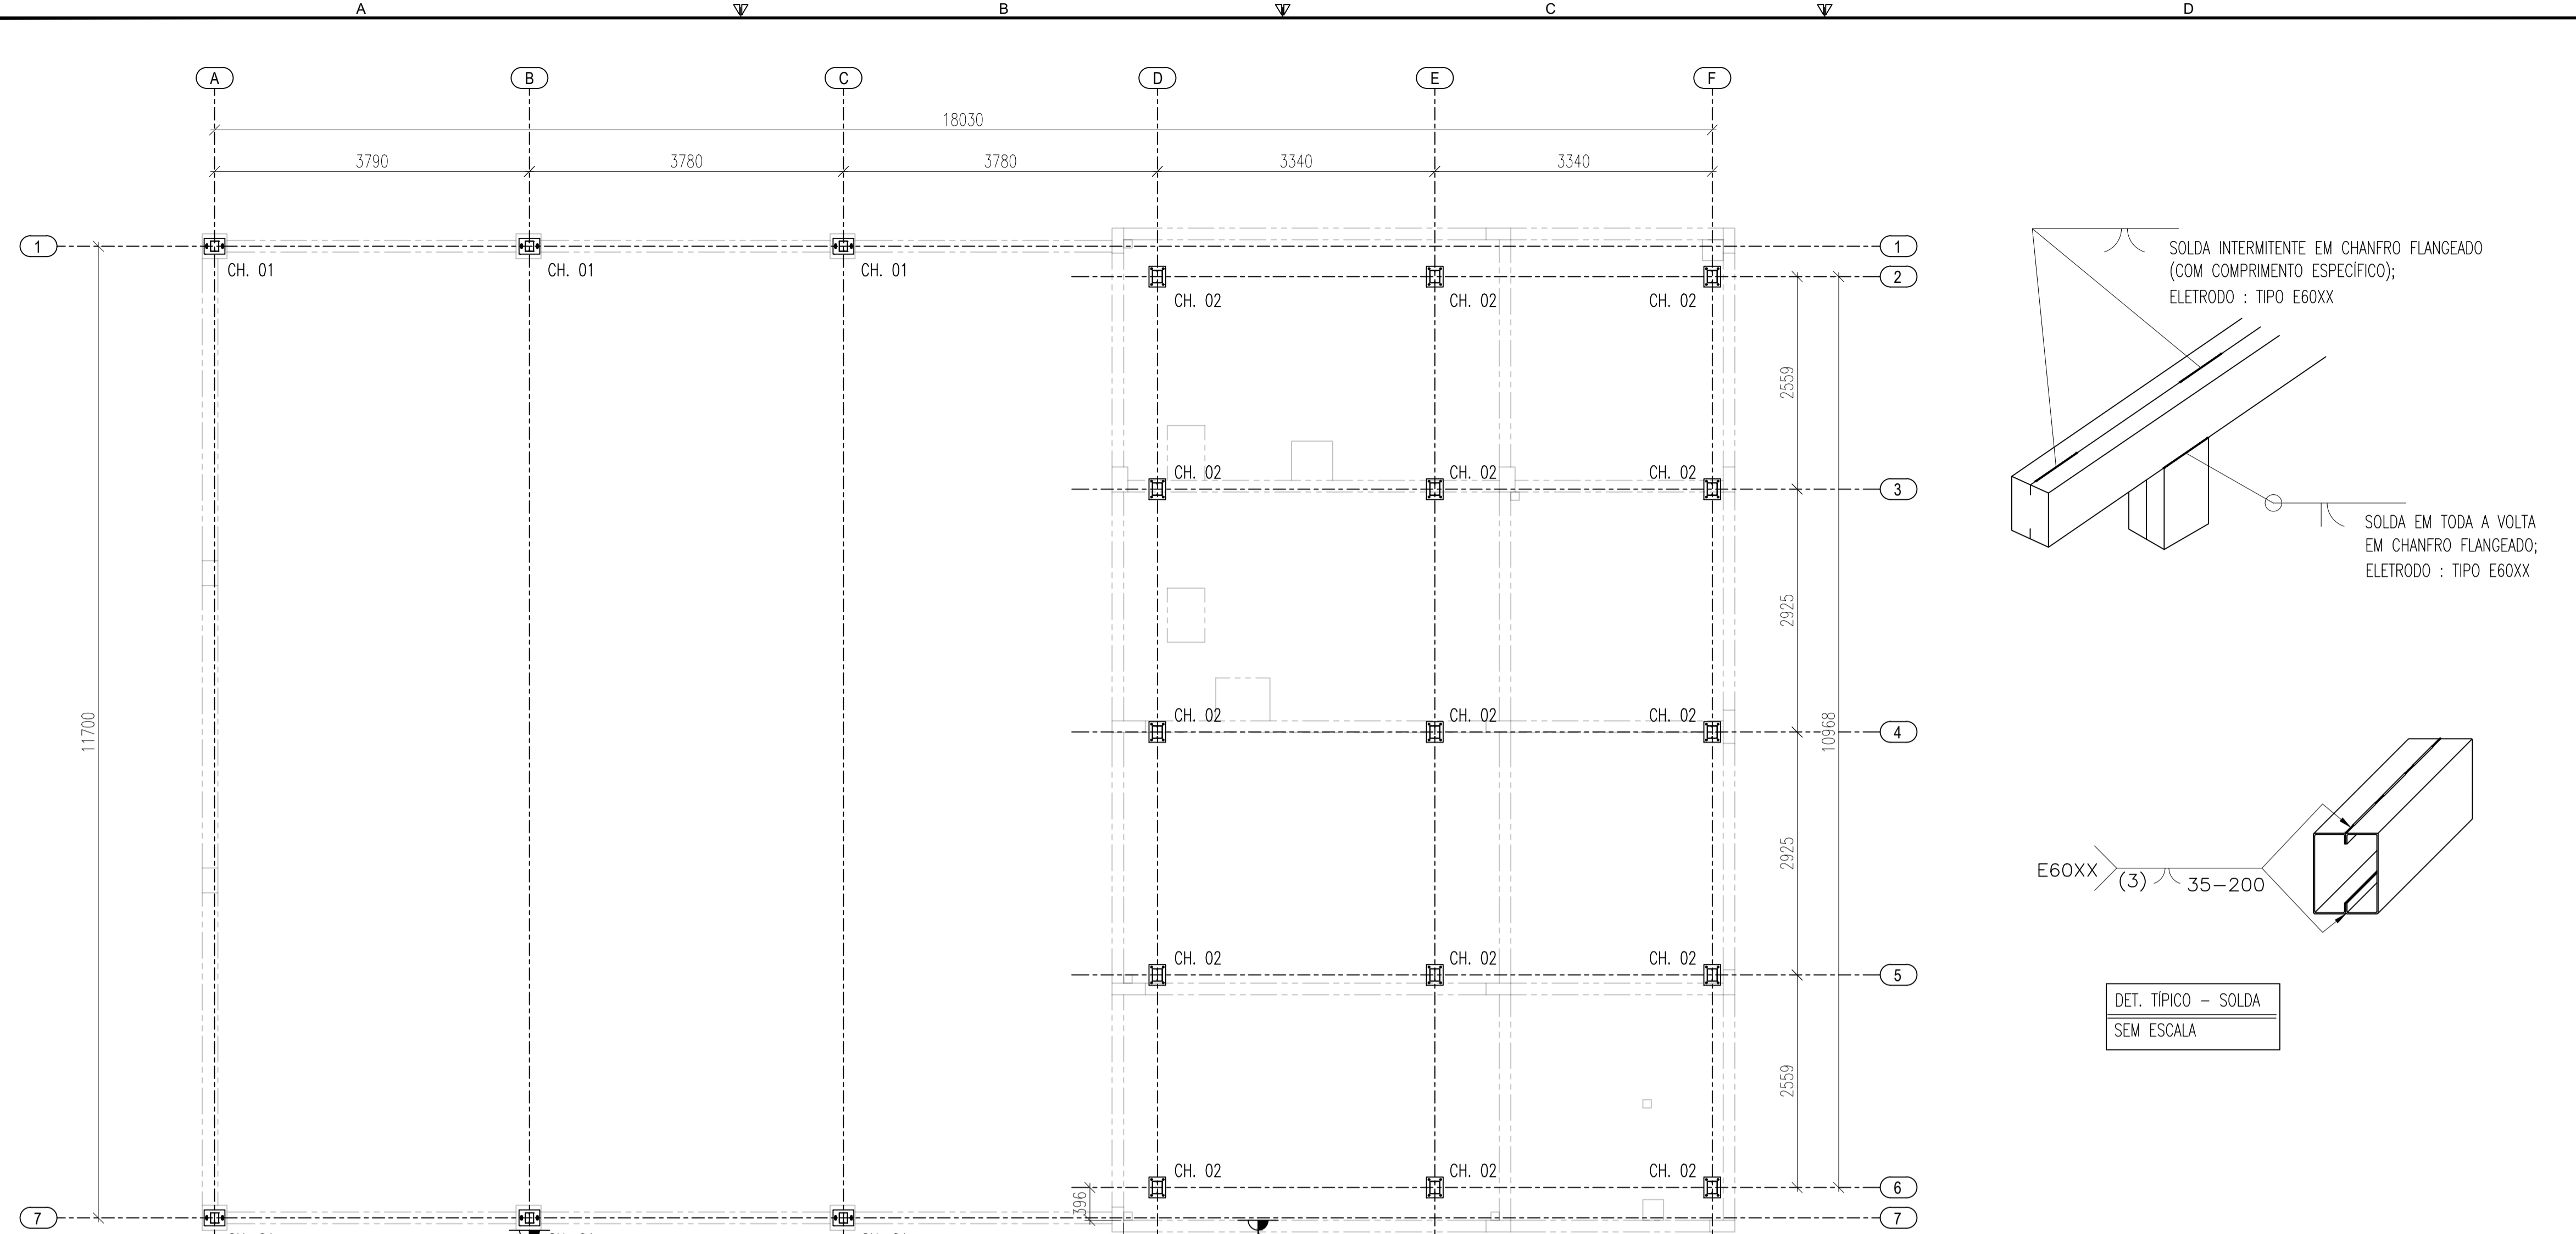 A B C D
A B C D E F
18030
3790 3780 3780 3340 3340
1 1
CH. 01 CH. 01 CH. 01
2
CH. 02 CH. 02 CH. 02
2559
CH. 02 CH. 02 CH. 02
3
2925
11700
CH. 02 CH. 02 CH. 02
10968
4
2925
CH. 02 CH. 02 CH. 02
5
2559
CH. 02 CH. 02 CH. 02
396
6
7 7
SOLDA INTERMITENTE EM CHANFRO FLANGEADO
(COM COMPRIMENTO ESPECÍFICO);
ELETRODO : TIPO E60XX
SOLDA EM TODA A VOLTA
EM CHANFRO FLANGEADO;
ELETRODO : TIPO E60XX
E60XX (3) 35-200
DET. TÍPICO – SOLDA
SEM ESCALA